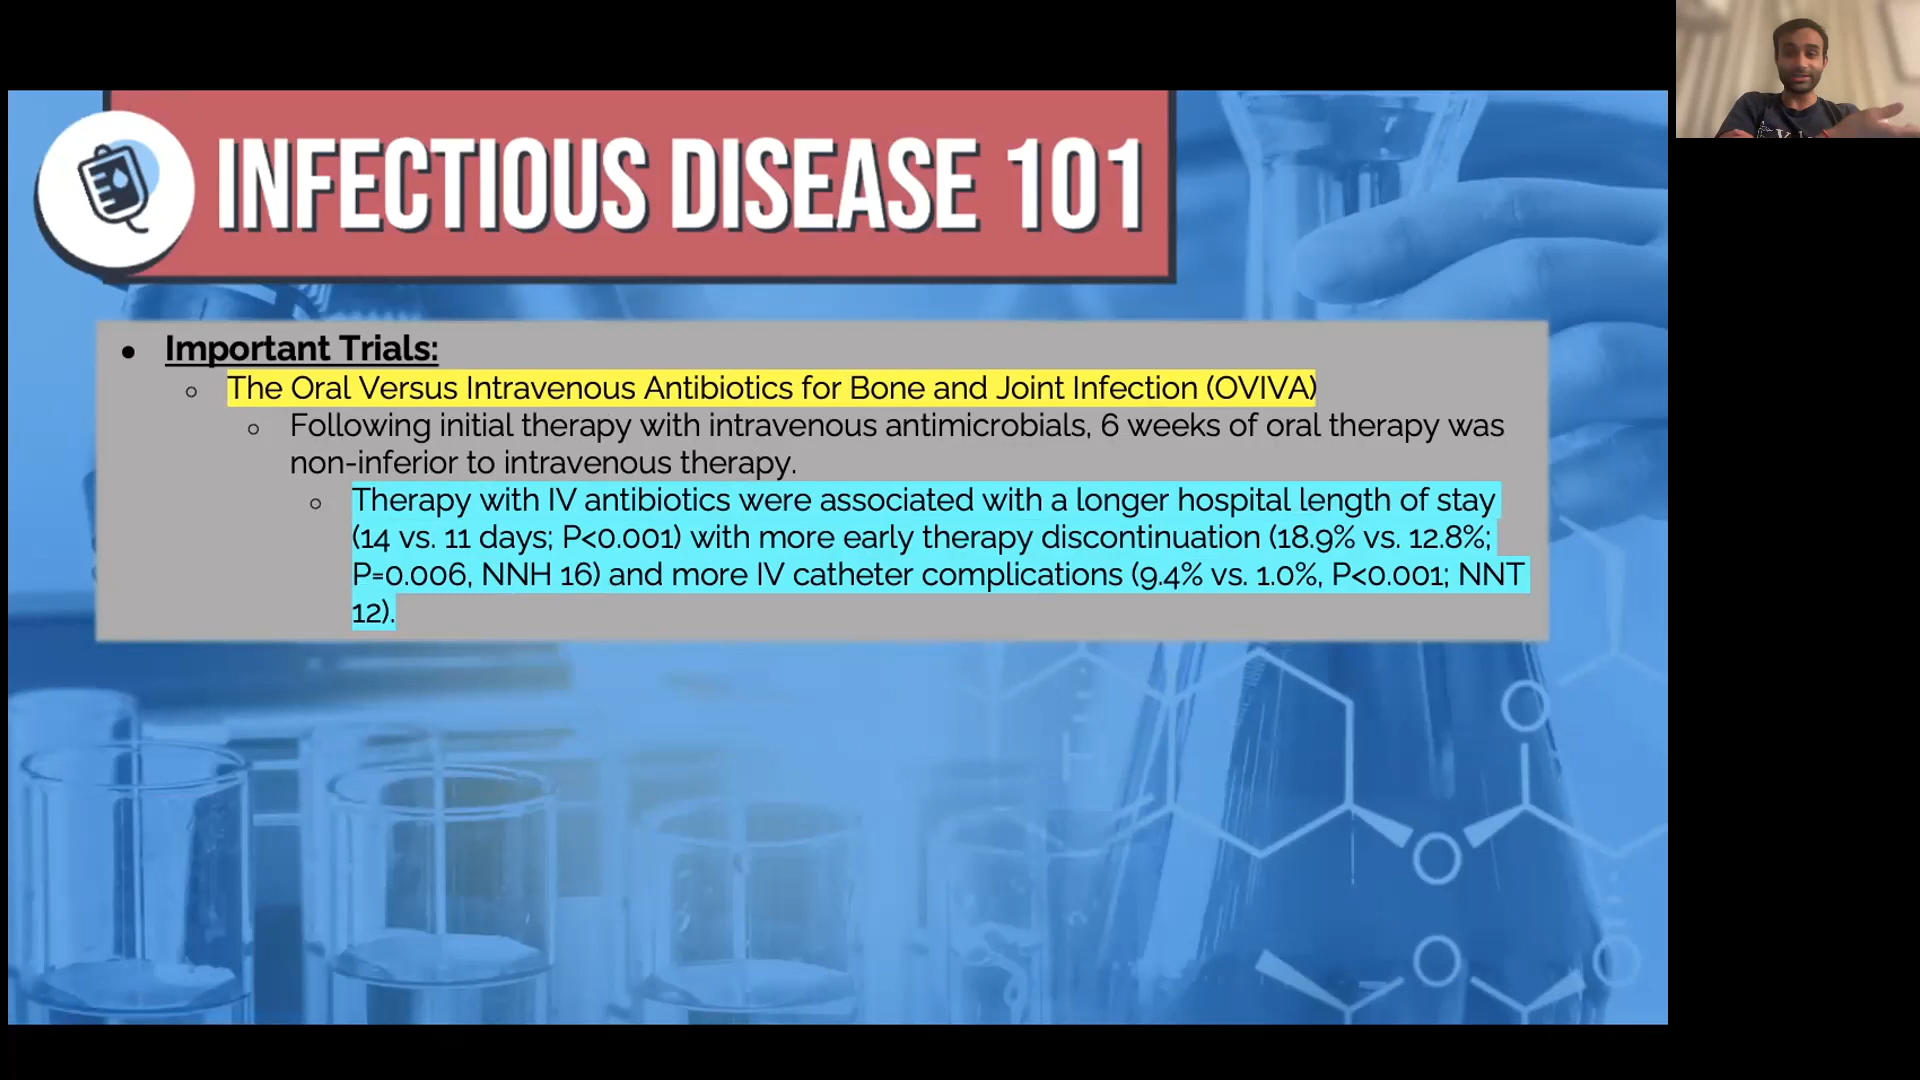 INFECTIOUS DISEASE 101
Important Trials:
The Oral Versus Intravenous Antibiotics for Bone and Joint Infection (OVIVA)
Following initial therapy with intravenous antimicrobials, 6 weeks of oral therapy was
non-inferior to intravenous therapy.
Therapy with IV antibiotics were associated with a longer hospital length of stay
(14 vs. 11 days; P<0.001) with more early therapy discontinuation (18.9% vs. 12.8%;
P=0.006, NNH 16) and more IV catheter complications (9.4% vs. 1.0%, P<0.001; NNT
12).
H
O
O
O
O